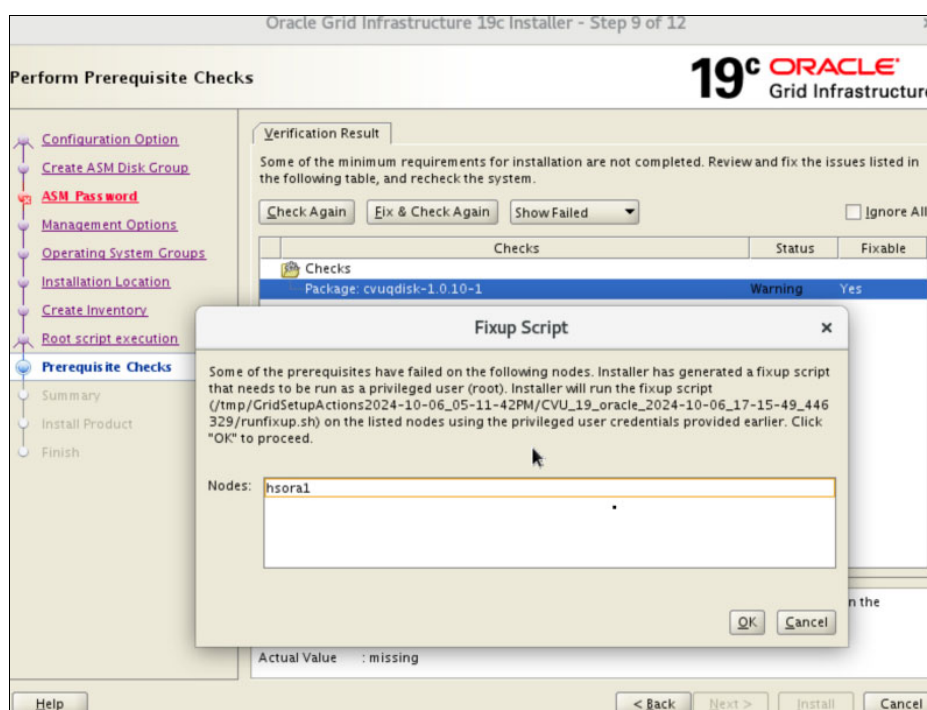 Oracle Grid Infrastructure 19c Installer - Step 9 of 12
Perform Prerequisite Checks
19c ORACLE
Grid Infrastructure
Configuration Option
Create ASM Disk Group
ASM Password
Management Options
Operating System Groups
Installation Location
Create Inventory
Root script execution
Prerequisite Checks
Summary
Install Product
Finish
Verification Result
Some of the minimum requirements for installation are not completed. Review and fix the issues listed in
the following table, and recheck the system.
Check Again Fix & Check Again Show Failed Ignore All
Checks Status Fixable
Checks
Package: cvuqdisk-1.0.10-1 Warning Yes
Fixup Script
Some of the prerequisites have failed on the following nodes. Installer has generated a fixup script
that needs to be run as a privileged user (root). Installer will run the fixup script
(/tmp/GridSetupActions2024-10-06_05-11-42PM/CVU_19_oracle_2024-10-06_17-15-49_446
329/runfixup.sh) on the listed nodes using the privileged user credentials provided earlier. Click
"OK" to proceed.
Nodes: hsora1
OK Cancel
n the
Actual Value : missing
Help < Back Next > Install Cancel